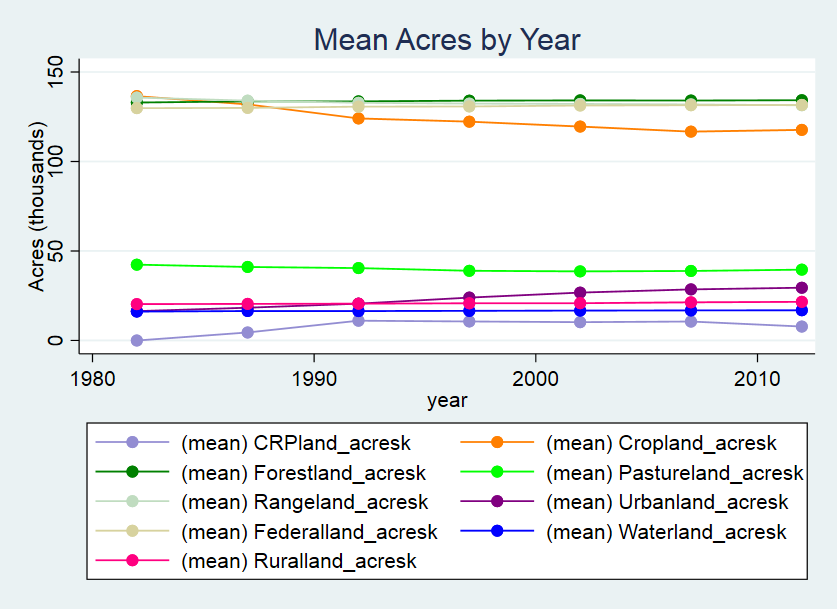 Mean Acres by Year
Acres (thousands)
150
100
50
0
1980 1990 2000 2010
year
(mean) CRPland_acresk (mean) Cropland_acresk
(mean) Forestland_acresk (mean) Pastureland_acresk
(mean) Rangeland_acresk (mean) Urbanland_acresk
(mean) Federalland_acresk (mean) Waterland_acresk
(mean) Ruralland_acresk